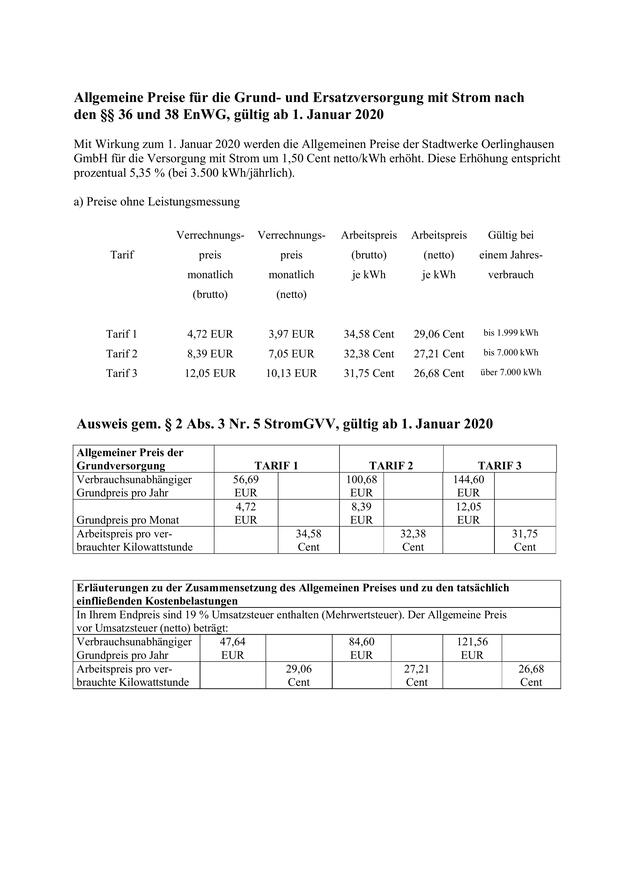 Allgemeine Preise für die Grund- und Ersatzversorgung mit Strom nach
den §§ 36 und 38 EnWG, gültig ab 1. Januar 2020
Mit Wirkung zum 1. Januar 2020 werden die Allgemeinen Preise der Stadtwerke Oerlinghausen
GmbH für die Versorgung mit Strom um 1,50 Cent netto/kWh erhöht. Diese Erhöhung entspricht
prozentual 5,35 % (bei 3.500 kWh/jährlich).
a) Preise ohne Leistungsmessung
Verrechnungs- Verrechnungs- Arbeitspreis Arbeitspreis Gültig bei
Tarif preis preis (brutto) (netto) einem Jahres-
monatlich monatlich je kWh je kWh verbrauch
(brutto) (netto)
Tarif 1 4,72 EUR 3,97 EUR 34,58 Cent 29,06 Cent bis 1.999 kWh
Tarif 2 8,39 EUR 7,05 EUR 32,38 Cent 27,21 Cent bis 7.000 kWh
Tarif 3 12,05 EUR 10,13 EUR 31,75 Cent 26,68 Cent über 7.000 kWh
Ausweis gem. § 2 Abs. 3 Nr. 5 StromGVV, gültig ab 1. Januar 2020
Allgemeiner Preis der
Grundversorgung TARIF 1 TARIF 2 TARIF 3
Verbrauchsunabhängiger 56,69 100,68 144,60
Grundpreis pro Jahr EUR EUR EUR
4,72 8,39 12,05
Grundpreis pro Monat EUR EUR EUR
Arbeitspreis pro ver- 34,58 32,38 31,75
brauchter Kilowattstunde Cent Cent Cent
Erläuterungen zu der Zusammensetzung des Allgemeinen Preises und zu den tatsächlich
einfließenden Kostenbelastungen
In Ihrem Endpreis sind 19 % Umsatzsteuer enthalten (Mehrwertsteuer). Der Allgemeine Preis
vor Umsatzsteuer (netto) beträgt:
Verbrauchsunabhängiger 47,64 84,60 121,56
Grundpreis pro Jahr EUR EUR EUR
Arbeitspreis pro ver- 29,06 27,21 26,68
brauchte Kilowattstunde Cent Cent Cent